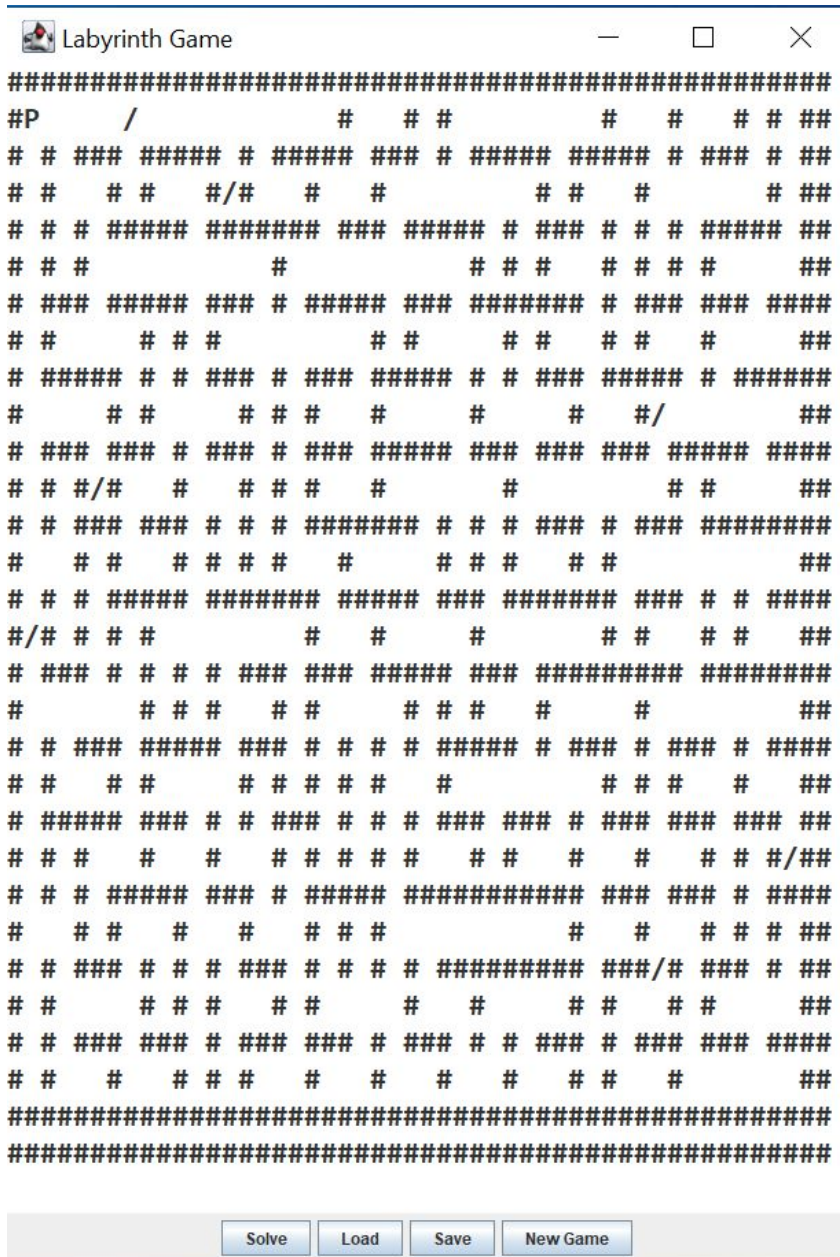 Labyrinth Game
##################################################
#P     /            #   # #         #   #   # # ##
# # ### ##### # ##### ### # ##### ##### # ### # ##
# #   # #   #/#   #   #         # #   #       # ##
# # # ##### ####### ### ##### # ### # # # ##### ##
# # #           #           # # #   # # # #     ##
# ### ##### ### # ##### ### ####### # ### ### ####
# #     # # #         # #     # #   # #   #     ##
# ##### # # ### # ### ##### # # ### ##### # ######
#     # #     # # #   #     #     #   #/        ##
# ### ### # ### # ### ##### ### ### ### ##### ####
# # #/#   #   # # #   #       #         # #     ##
# # ### ### # # # ####### # # # ### # ### ########
#   # #   # # # #   #     # # #   # #           ##
# # # ##### ####### ##### ### ####### ### # # ####
#/# # # #         #   #     #       # #   # #   ##
# ### # # # # ### ### ##### ### ######### ########
#       # # #   # #     # # #   #     #         ##
# # ### ##### ### # # # # ##### # ### # ### # ####
# #   # #     # # # # #   #         # # #   #   ##
# ##### ### # # ### # # # ### ### # ### ### ### ##
# # #   #   #   # # # # #   # #   #   #   # # #/##
# # # ##### ### # ##### ########### ### ### # ####
#   # #   #   #   # # #           #   #   # # # ##
# # ### # # # ### # # # # ######### ###/# ### # ##
# #     # # #   # #     #   #     # #   # #     ##
# # ### ### # ### ### # ### # # ### # ### ### ####
# #   #   # # #   #   #   #   #   # #   #       ##
##################################################
##################################################
Solve Load Save New Game